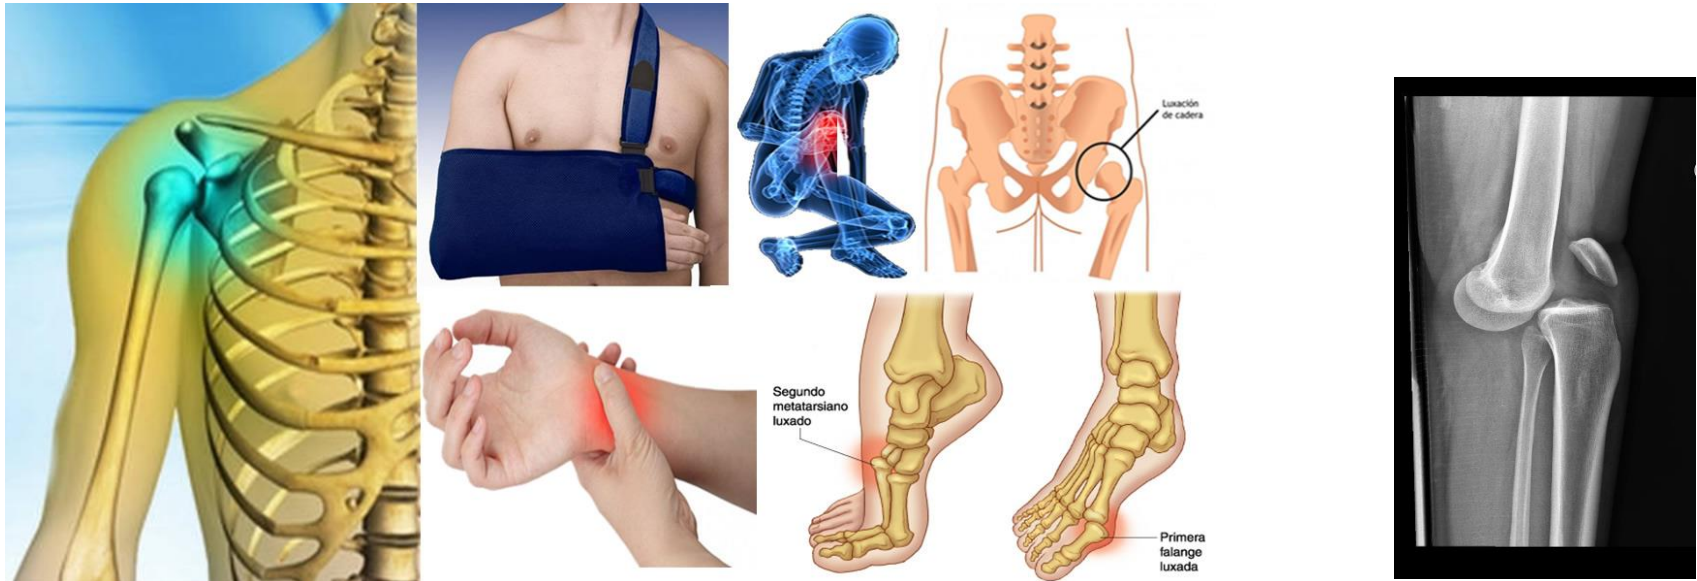 Luxación
de cadera
Segundo
metatarsiano
luxado
Primera
falange
luxada